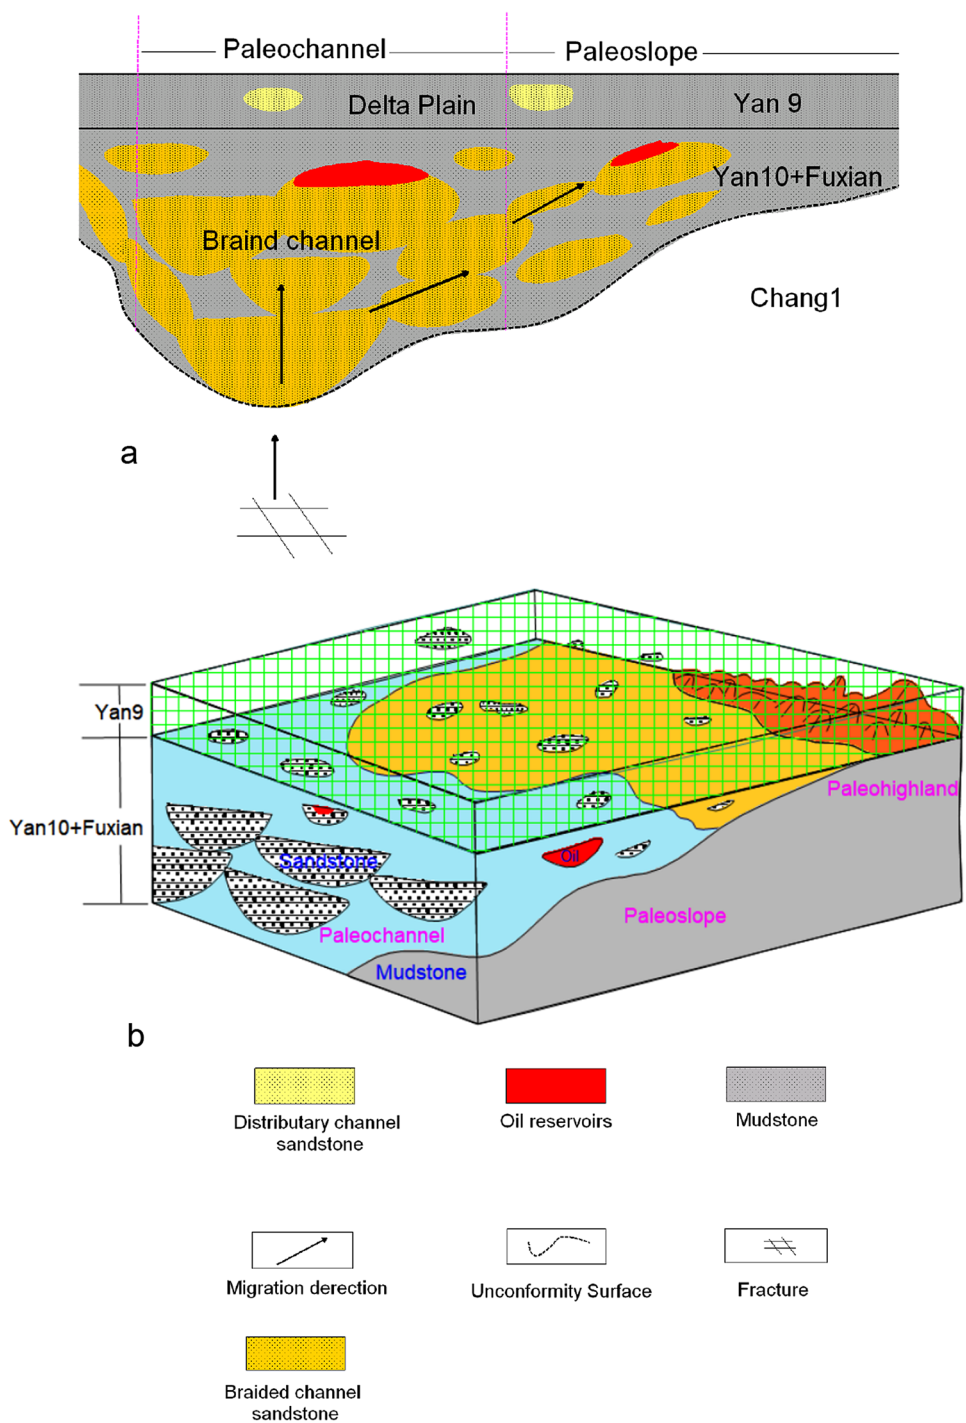 Paleochannel
Paleoslope
Delta Plain
Yan 9
Yan10+Fuxian
Braind channel
Chang1
a
Yan9
Yan10+Fuxian
Paleohighland
Sandstone
Oil
Paleoslope
Paleochannel
Mudstone
b
Distributary channel
sandstone
Oil reservoirs
Mudstone
Migration derection
Unconformity Surface
Fracture
Braided channel
sandstone